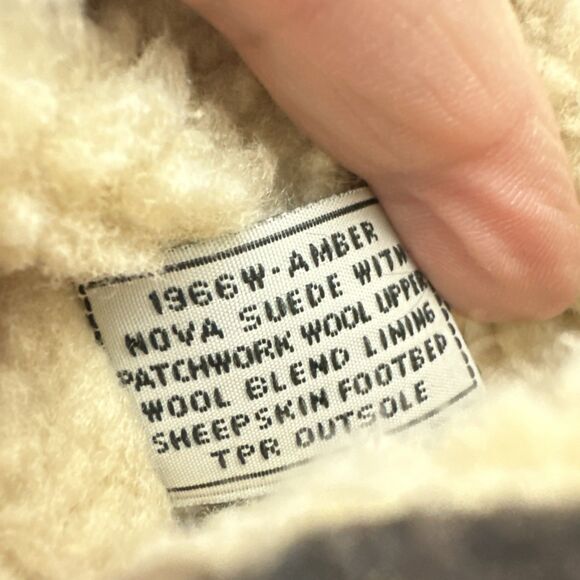 1966W-AMBER
NOVA SUEDE WITH
PATCHWORK WOOL UPPER
WOOL BLEND LINING
SHEEPSKIN FOOTBED
TPR OUTSOLE